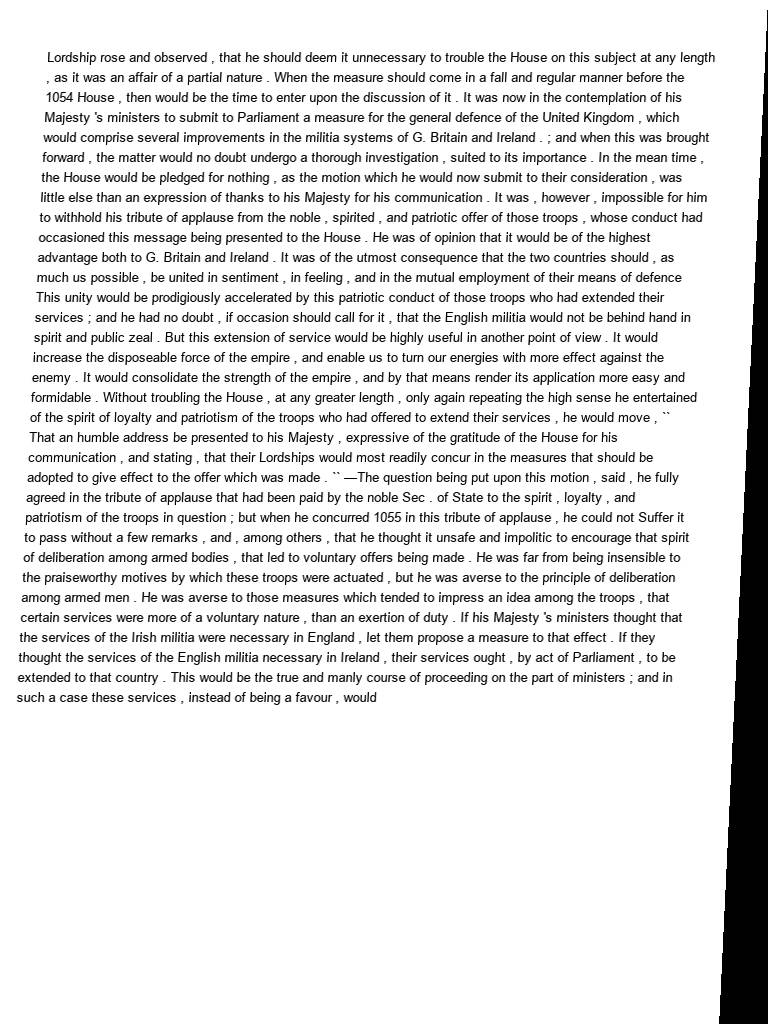 Lordship rose and observed , that he should deem it unnecessary to trouble the House on this subject at any length
, as it was an affair of a partial nature . When the measure should come in a fall and regular manner before the
1054 House , then would be the time to enter upon the discussion of it . It was now in the contemplation of his
Majesty 's ministers to submit to Parliament a measure for the general defence of the United Kingdom , which
would comprise several improvements in the militia systems of G. Britain and Ireland . ; and when this was brought
forward , the matter would no doubt undergo a thorough investigation , suited to its importance . In the mean time ,
the House would be pledged for nothing , as the motion which he would now submit to their consideration , was
little else than an expression of thanks to his Majesty for his communication . It was , however , impossible for him
to withhold his tribute of applause from the noble , spirited , and patriotic offer of those troops , whose conduct had
occasioned this message being presented to the House . He was of opinion that it would be of the highest
advantage both to G. Britain and Ireland . It was of the utmost consequence that the two countries should , as
much us possible , be united in sentiment , in feeling , and in the mutual employment of their means of defence
This unity would be prodigiously accelerated by this patriotic conduct of those troops who had extended their
services ; and he had no doubt , if occasion should call for it , that the English militia would not be behind hand in
spirit and public zeal . But this extension of service would be highly useful in another point of view . It would
increase the disposeable force of the empire , and enable us to turn our energies with more effect against the
enemy . It would consolidate the strength of the empire , and by that means render its application more easy and
formidable . Without troubling the House , at any greater length , only again repeating the high sense he entertained
of the spirit of loyalty and patriotism of the troops who had offered to extend their services , he would move , ``
That an humble address be presented to his Majesty , expressive of the gratitude of the House for his
communication , and stating , that their Lordships would most readily concur in the measures that should be
adopted to give effect to the offer which was made . `` —The question being put upon this motion , said , he fully
agreed in the tribute of applause that had been paid by the noble Sec . of State to the spirit , loyalty , and
patriotism of the troops in question ; but when he concurred 1055 in this tribute of applause , he could not Suffer it
to pass without a few remarks , and , among others , that he thought it unsafe and impolitic to encourage that spirit
of deliberation among armed bodies , that led to voluntary offers being made . He was far from being insensible to
the praiseworthy motives by which these troops were actuated , but he was averse to the principle of deliberation
among armed men . He was averse to those measures which tended to impress an idea among the troops , that
certain services were more of a voluntary nature , than an exertion of duty . If his Majesty 's ministers thought that
the services of the Irish militia were necessary in England , let them propose a measure to that effect . If they
thought the services of the English militia necessary in Ireland , their services ought , by act of Parliament , to be
extended to that country . This would be the true and manly course of proceeding on the part of ministers ; and in
such a case these services , instead of being a favour , would